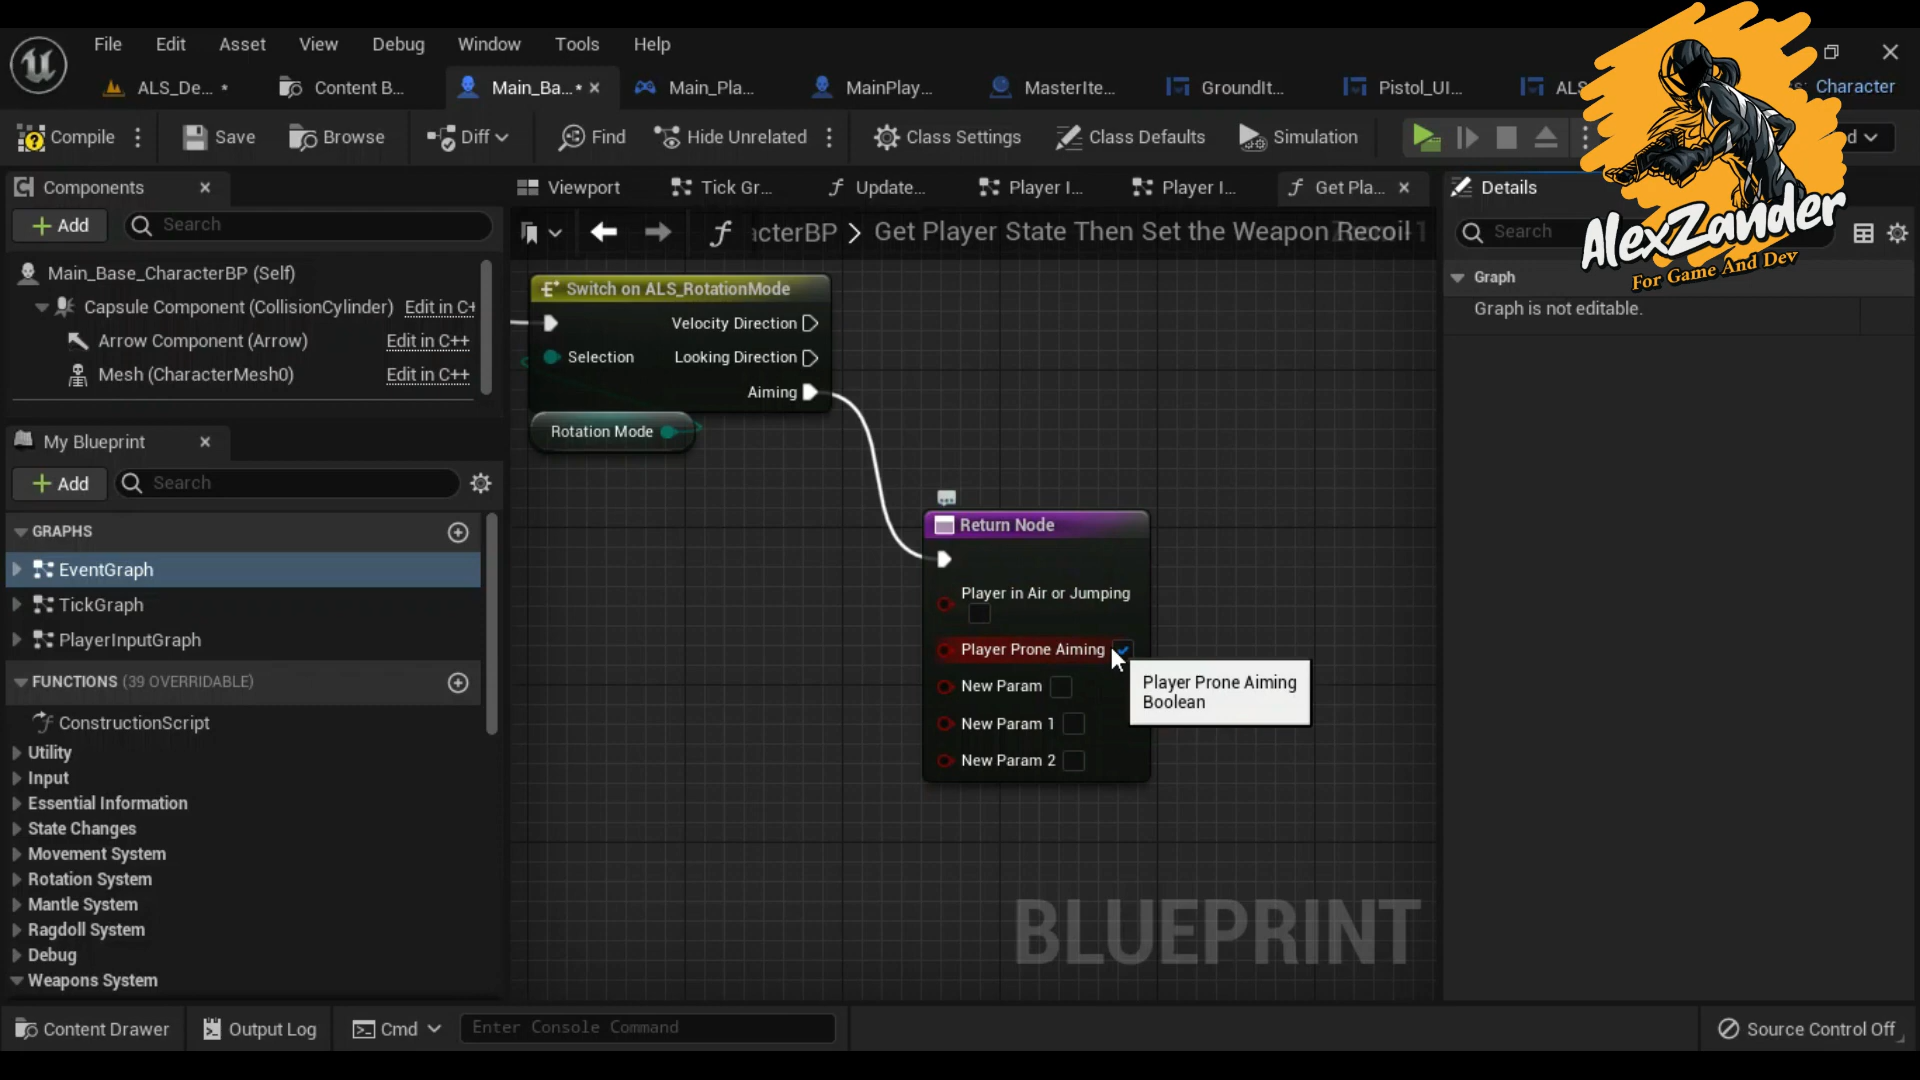 File Edit Asset View Debug Window Tools Help
ALS_De... • Content B... Main_Ba...• Main_Pla... MainPlay... MasterIte... GroundIt... Pistol_UI... ALS Character
Compile Save Browse Diff Find Hide Unrelated Class Settings Class Defaults Simulation
AlexZander
For Game And Dev
Components
Add Search
Main_Base_CharacterBP (Self)
Capsule Component (CollisionCylinder) Edit in C+
Arrow Component (Arrow) Edit in C++
Mesh (CharacterMesh0) Edit in C++
My Blueprint
Add Search
GRAPHS
EventGraph
TickGraph
PlayerInputGraph
FUNCTIONS (39 OVERRIDABLE)
ConstructionScript
Utility
Input
Essential Information
State Changes
Movement System
Rotation System
Mantle System
Ragdoll System
Debug
Weapons System
Viewport Tick Gr... Update... Player I... Player I... Get Pla...
acterBP > Get Player State Then Set the Weapon Recoil
Switch on ALS_RotationMode
Velocity Direction
Selection Looking Direction
Aiming
Rotation Mode
Return Node
Player in Air or Jumping
Player Prone Aiming
New Param
New Param 1
New Param 2
Player Prone Aiming
Boolean
BLUEPRINT
Details
Search
Graph
Graph is not editable.
Content Drawer Output Log Cmd Enter Console Command Source Control Off